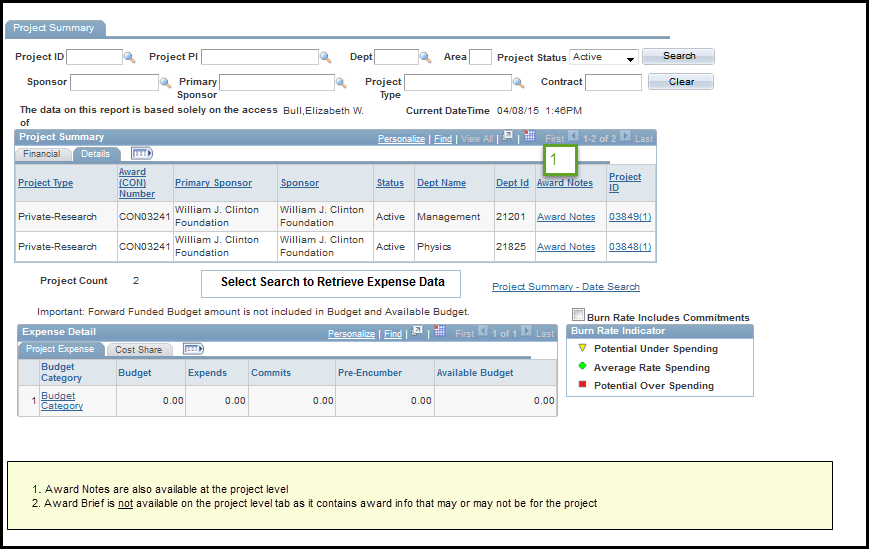 Project Summary
Project ID Project PI Dept Area Project Status Active Search
Sponsor Primary Sponsor Project Type Contract Clear
The data on this report is based solely on the access of Bull,Elizabeth W. Current DateTime 04/08/15 1:46PM
Project Summary Personalize | Find | View All | | First 1-2 of 2 Last
Financial Details
1
Project Type Award (CON) Number Primary Sponsor Sponsor Status Dept Name Dept Id Award Notes Project ID
Private-Research CON03241 William J. Clinton Foundation William J. Clinton Foundation Active Management 21201 Award Notes 03849(1)
Private-Research CON03241 William J. Clinton Foundation William J. Clinton Foundation Active Physics 21825 Award Notes 03848(1)
Project Count 2 Select Search to Retrieve Expense Data Project Summary - Date Search
Important: Forward Funded Budget amount is not included in Budget and Available Budget.
Burn Rate Includes Commitments
Expense Detail Personalize | Find | | First 1 of 1 Last
Project Expense Cost Share
Budget Category Budget Expends Commits Pre-Encumber Available Budget
1 Budget Category 0.00 0.00 0.00 0.00 0.00
Burn Rate Indicator
Potential Under Spending
Average Rate Spending
Potential Over Spending
1. Award Notes are also available at the project level
2. Award Brief is not available on the project level tab as it contains award info that may or may not be for the project